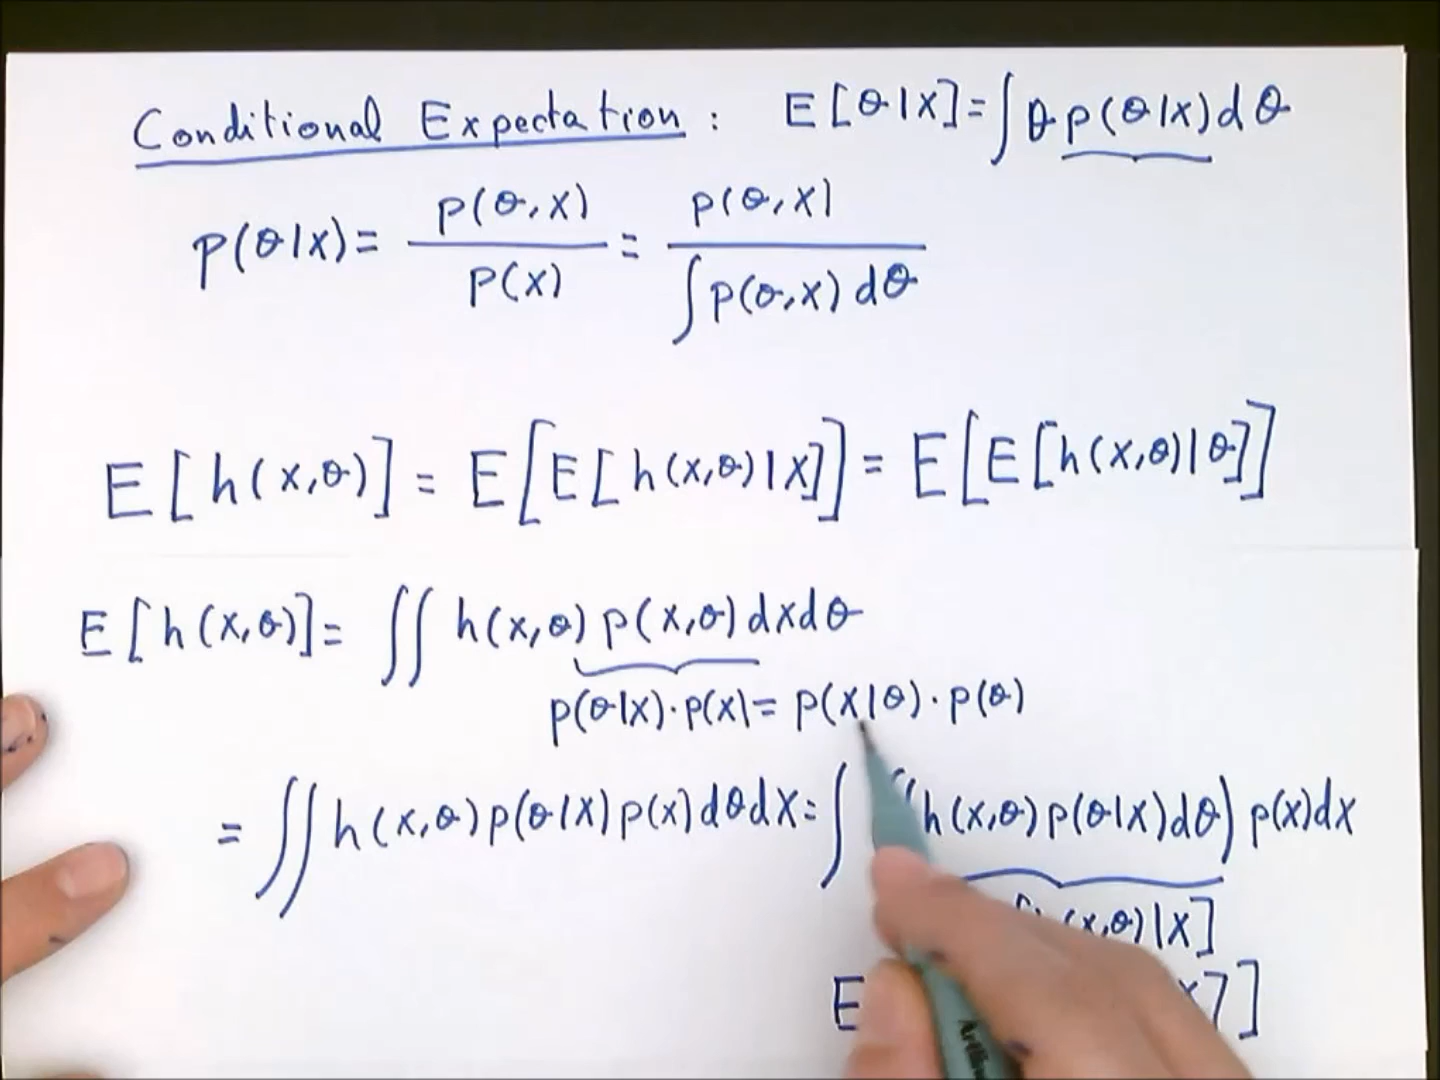 Conditional Expectation : E[θ|x] = ∫ θ p(θ|x) dθ
p(θ|x) = p(θ,x) / p(x) = p(θ,x) / ∫ p(θ,x) dθ
E[h(x,θ)] = E[E[h(x,θ)|x]] = E[E[h(x,θ)|θ]]
E[h(x,θ)] = ∬ h(x,θ) p(x,θ) dx dθ
p(θ|x)·p(x) = p(x|θ)·p(θ)
= ∬ h(x,θ) p(θ|x) p(x) dθ dx = ∫ (h(x,θ) p(θ|x) dθ) p(x) dx
(x,θ)|x]
E ]]